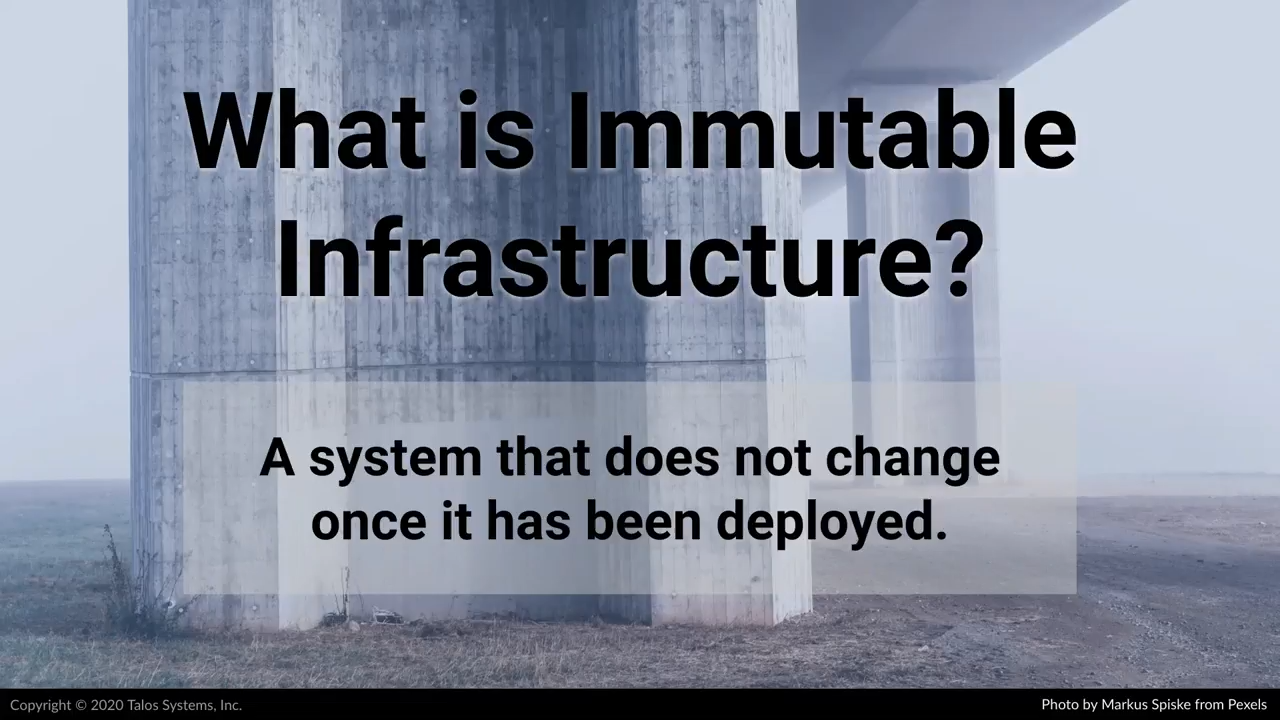 What is Immutable
Infrastructure?
A system that does not change
once it has been deployed.
Copyright © 2020 Talos Systems, Inc.
Photo by Markus Spiske from Pexels